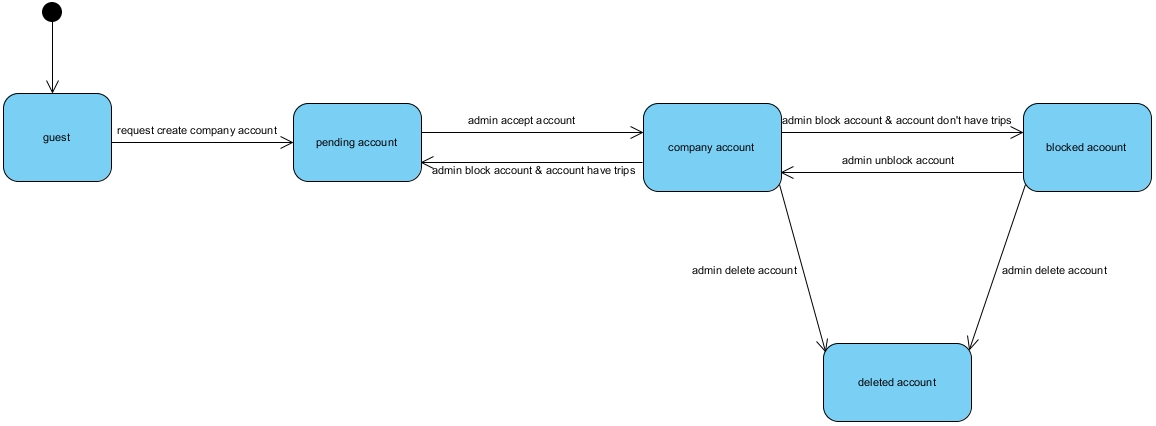 guest
request create company account
pending account
admin accept account
admin block account & account have trips
company account
admin block account & account don't have trips
admin unblock account
blocked account
admin delete account
admin delete account
deleted account